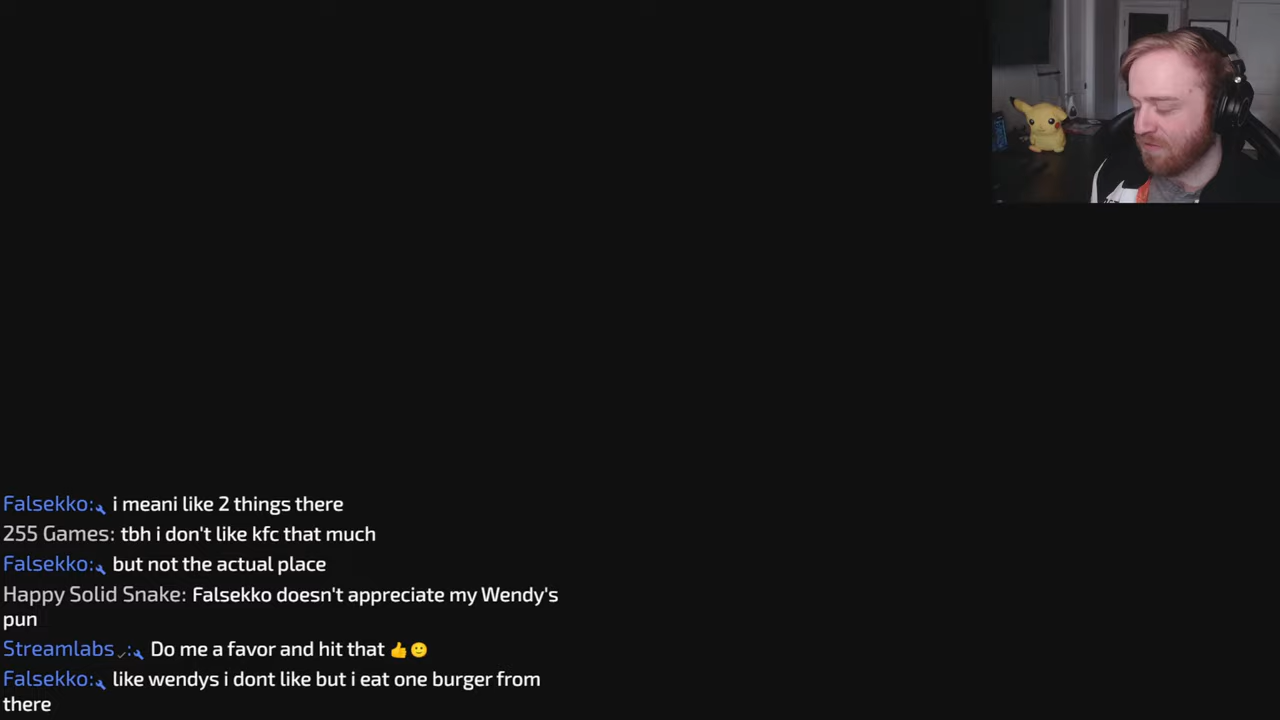 Falsekko: i meani like 2 things there
255 Games: tbh i don't like kfc that much
Falsekko: but not the actual place
Happy Solid Snake: Falsekko doesn't appreciate my Wendy's
pun
Streamlabs : Do me a favor and hit that 👍🙂
Falsekko: like wendys i dont like but i eat one burger from
there